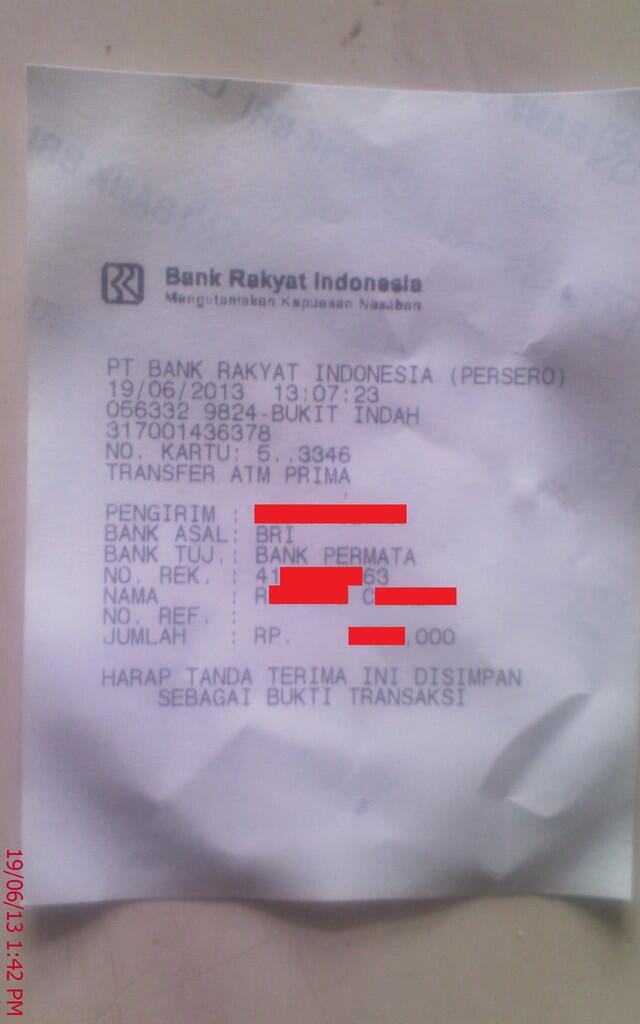 Bank Rakyat Indonesia
Mengutamakan Kepuasan Nasabah
PT BANK RAKYAT INDONESIA (PERSERO)
19/06/2013 13:07:23
056332 9824-BUKIT INDAH
317001436378
NO. KARTU: 5..3346
TRANSFER ATM PRIMA
PENGIRIM :
BANK ASAL: BRI
BANK TUJ.: BANK PERMATA
NO. REK. : 41 63
NAMA : R C
NO. REF. :
JUMLAH : RP. ,000
HARAP TANDA TERIMA INI DISIMPAN
SEBAGAI BUKTI TRANSAKSI
19/06/13 1:42 PM